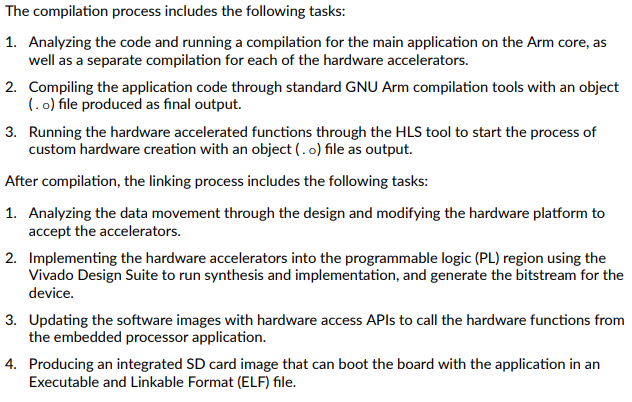 The compilation process includes the following tasks:
1. Analyzing the code and running a compilation for the main application on the Arm core, as
well as a separate compilation for each of the hardware accelerators.
2. Compiling the application code through standard GNU Arm compilation tools with an object
(.o) file produced as final output.
3. Running the hardware accelerated functions through the HLS tool to start the process of
custom hardware creation with an object (.o) file as output.
After compilation, the linking process includes the following tasks:
1. Analyzing the data movement through the design and modifying the hardware platform to
accept the accelerators.
2. Implementing the hardware accelerators into the programmable logic (PL) region using the
Vivado Design Suite to run synthesis and implementation, and generate the bitstream for the
device.
3. Updating the software images with hardware access APIs to call the hardware functions from
the embedded processor application.
4. Producing an integrated SD card image that can boot the board with the application in an
Executable and Linkable Format (ELF) file.